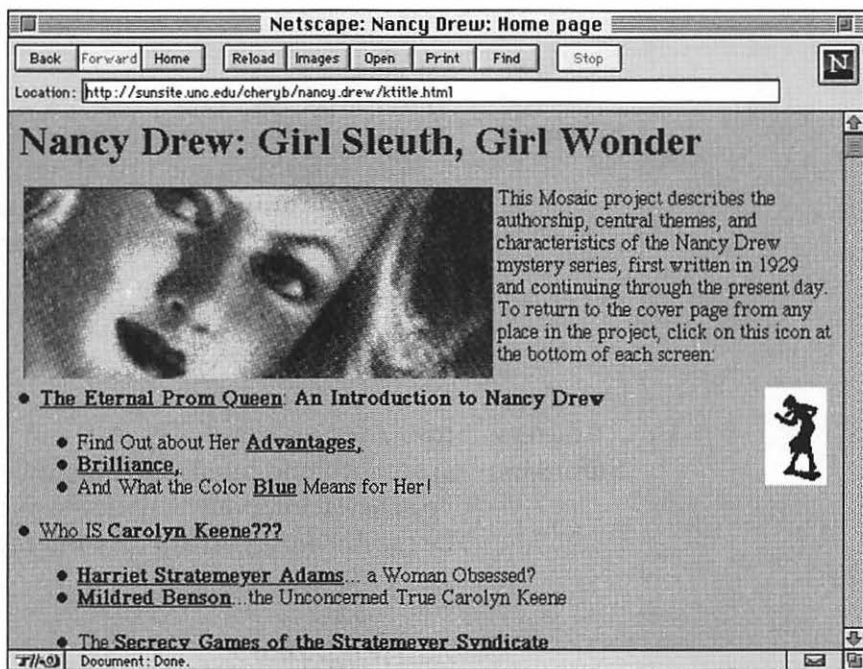 Netscape: Nancy Drew: Home page
Back Forward Home Reload Images Open Print Find Stop
N
Location: http://sunsite.unc.edu/cheryb/nancy.drew/ktitle.html
Nancy Drew: Girl Sleuth, Girl Wonder
This Mosaic project describes the
authorship, central themes, and
characteristics of the Nancy Drew
mystery series, first written in 1929
and continuing through the present day.
To return to the cover page from any
place in the project, click on this icon at
the bottom of each screen:
• The Eternal Prom Queen: An Introduction to Nancy Drew
• Find Out about Her Advantages,
• Brilliance,
• And What the Color Blue Means for Her!
• Who IS Carolyn Keene???
• Harriet Stratemeyer Adams... a Woman Obsessed?
• Mildred Benson...the Unconcerned True Carolyn Keene
• The Secrecy Games of the Stratemeyer Syndicate
Document: Done.